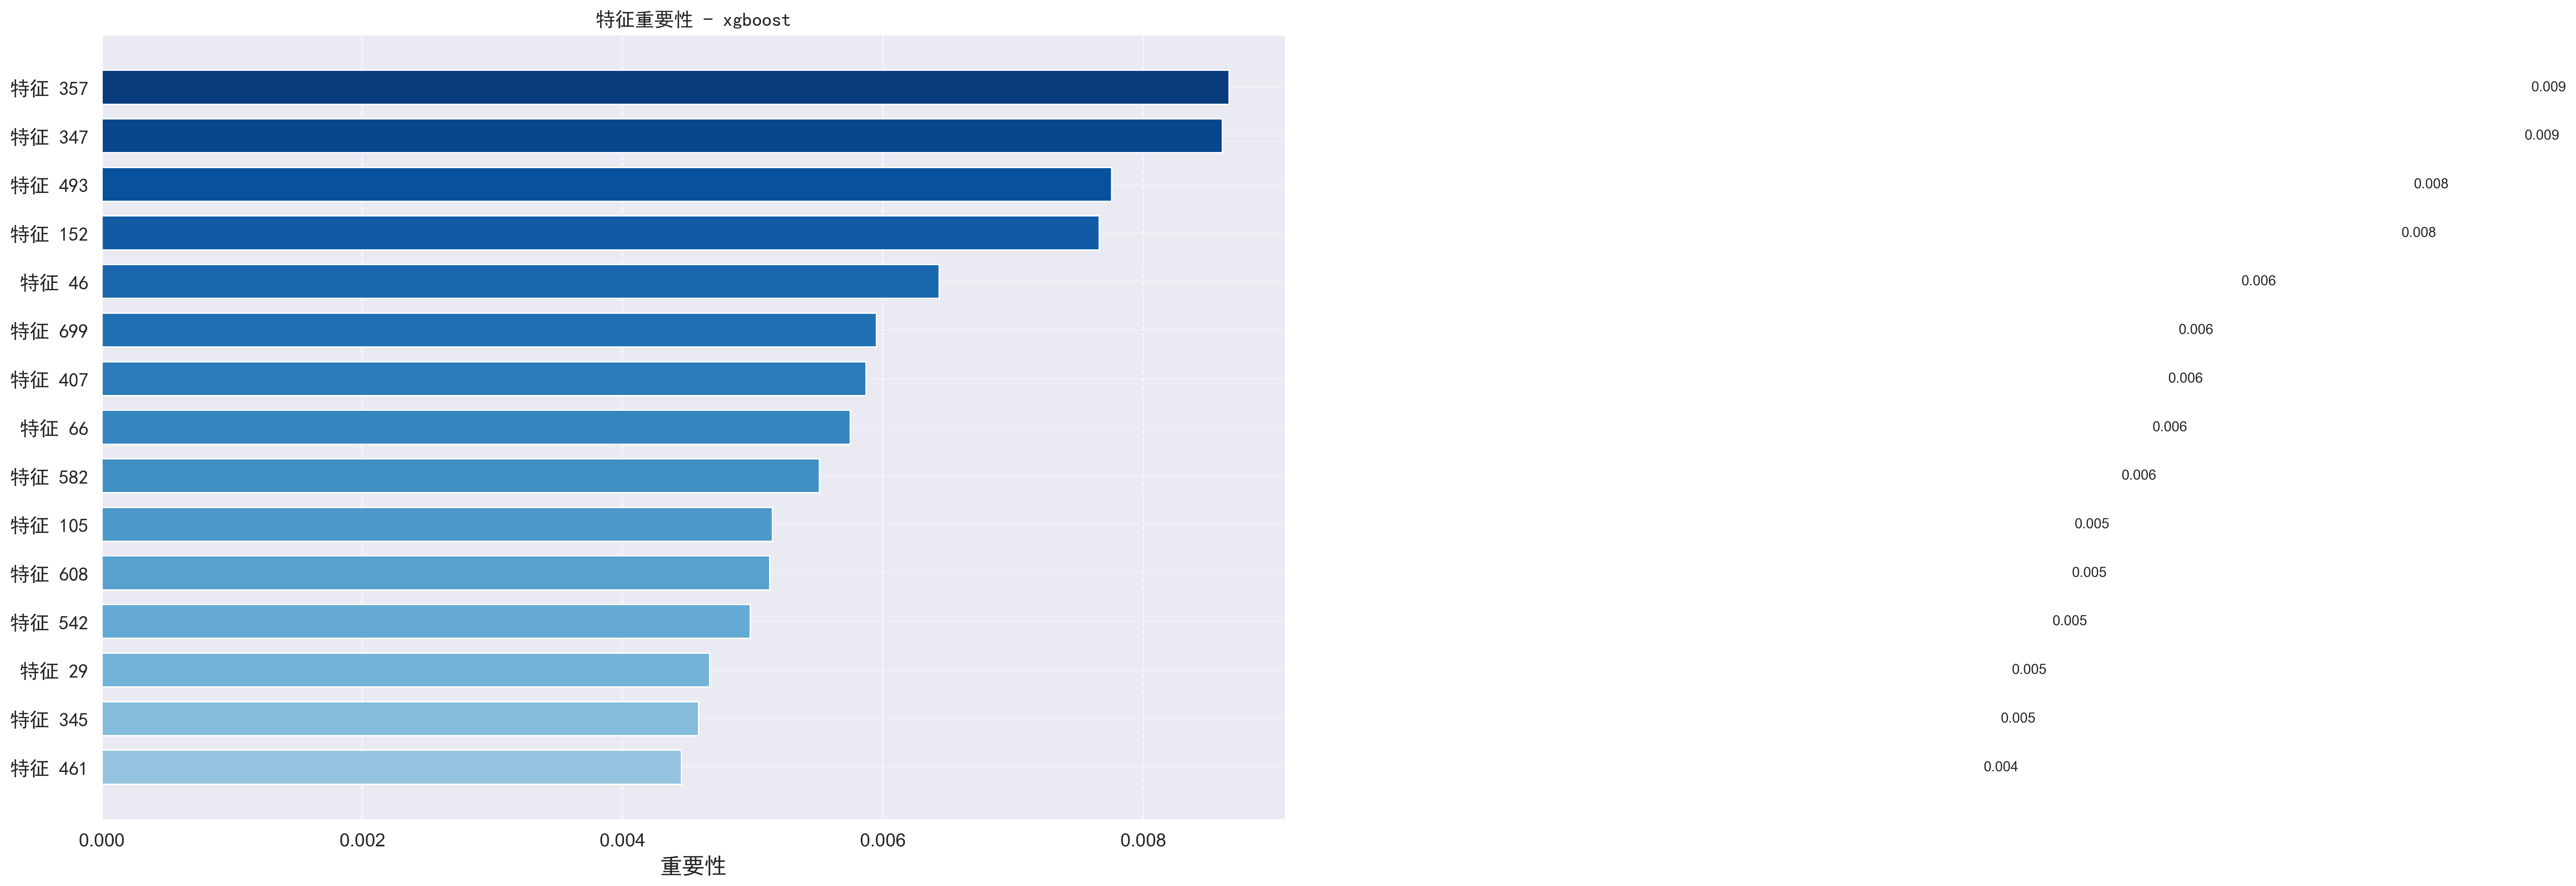 特征重要性 - xgboost
特征 357 0.009
特征 347 0.009
特征 493 0.008
特征 152 0.008
特征 46 0.006
特征 699 0.006
特征 407 0.006
特征 66 0.006
特征 582 0.006
特征 105 0.005
特征 608 0.005
特征 542 0.005
特征 29 0.005
特征 345 0.005
特征 461 0.004
0.000 0.002 0.004 0.006 0.008
重要性